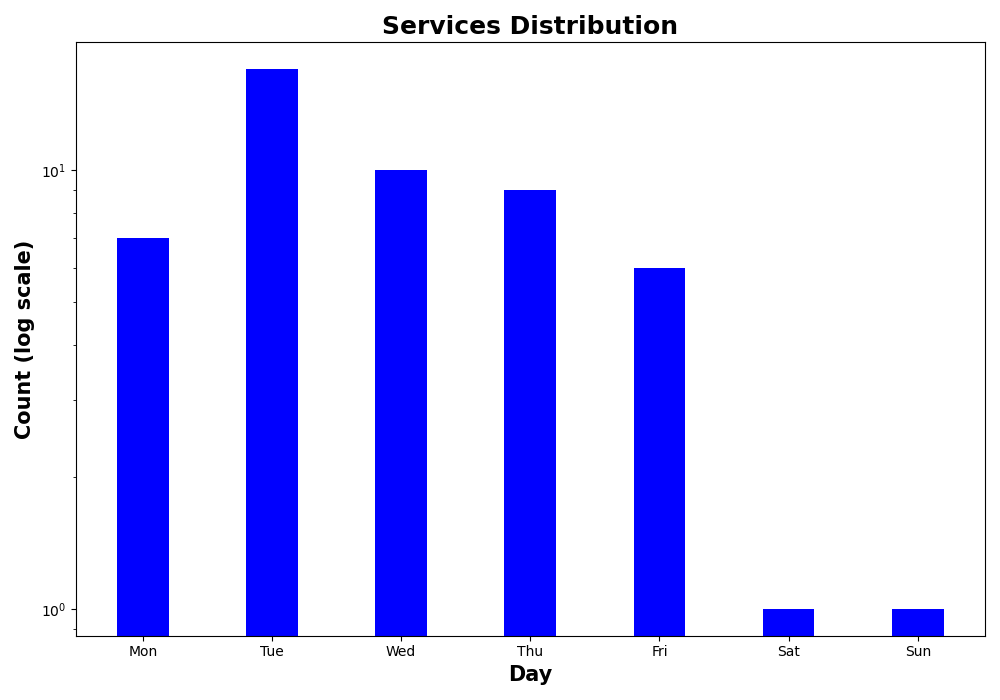 Services Distribution
Count (log scale)
10¹
10⁰
Mon Tue Wed Thu Fri Sat Sun
Day